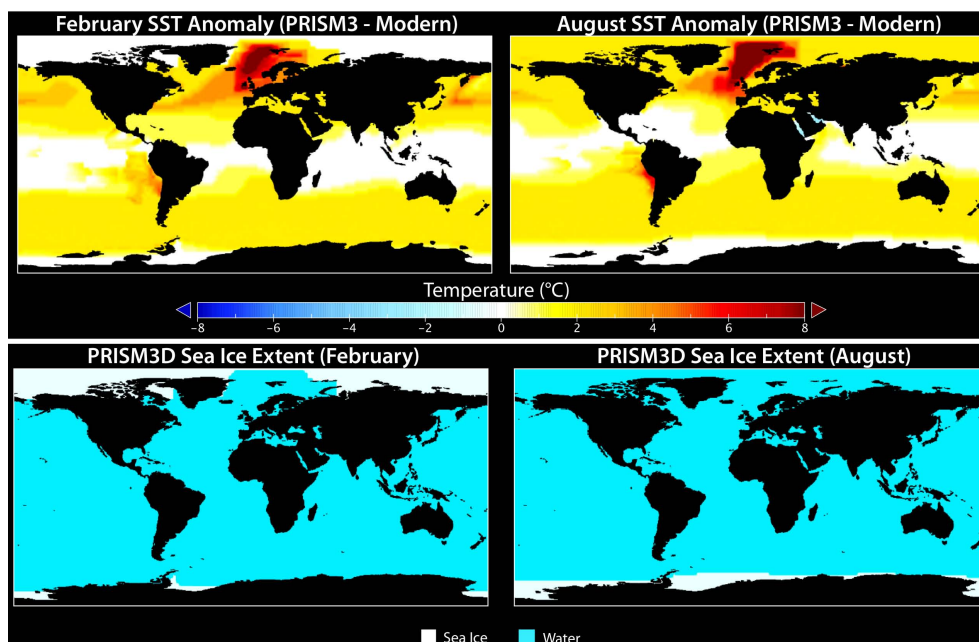 February SST Anomaly (PRISM3 - Modern)
August SST Anomaly (PRISM3 - Modern)
Temperature (°C)
-8 -6 -4 -2 0 2 4 6 8
PRISM3D Sea Ice Extent (February)
PRISM3D Sea Ice Extent (August)
Sea Ice
Water